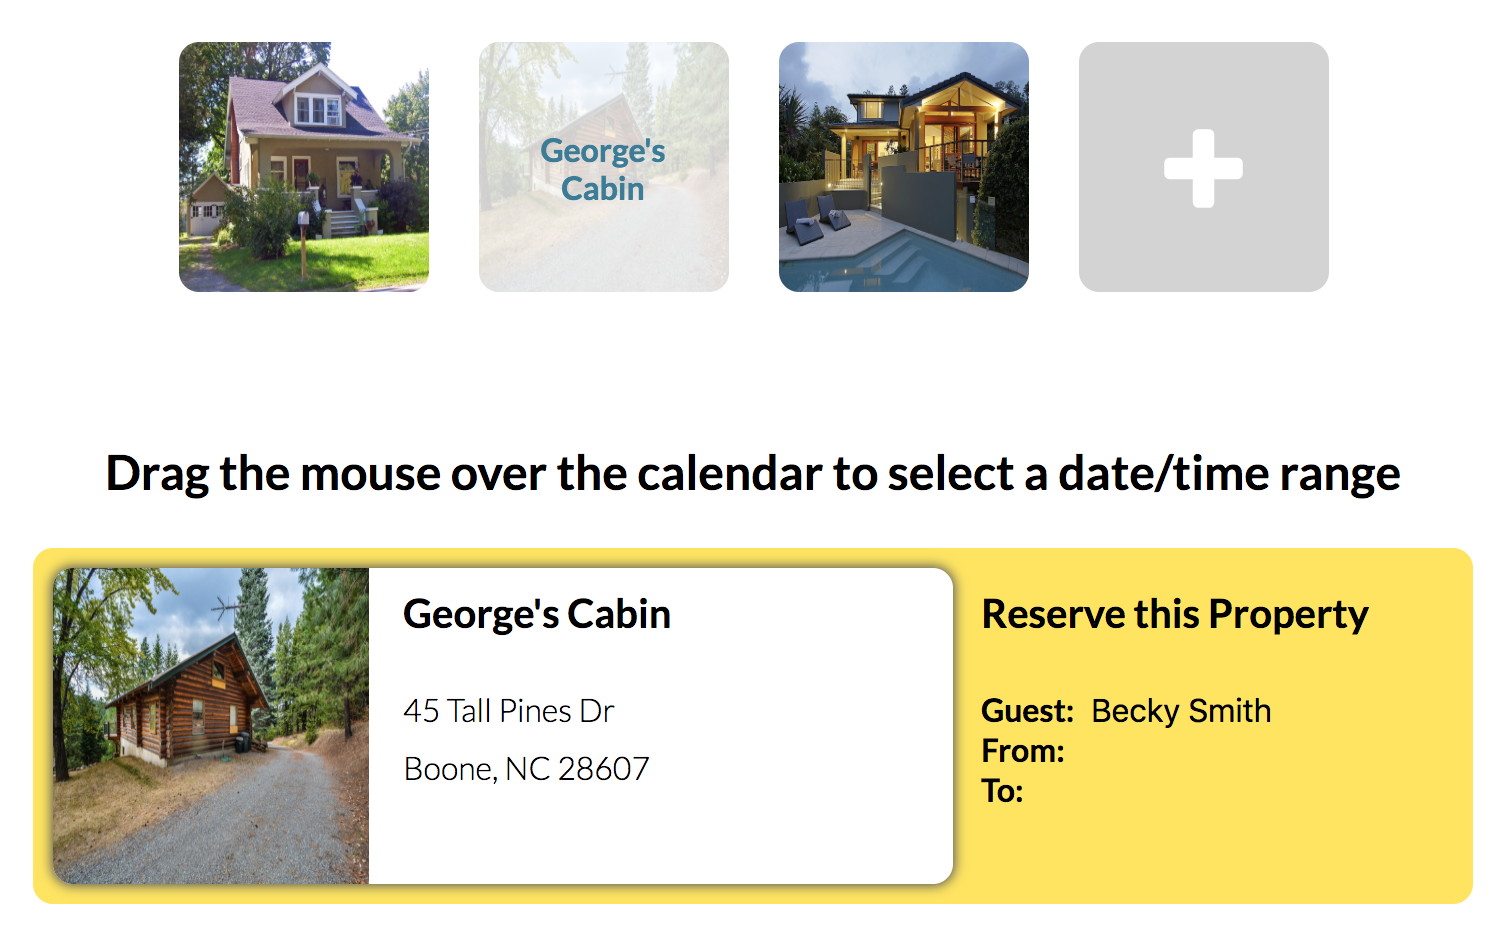 George's
Cabin
Drag the mouse over the calendar to select a date/time range
George's Cabin
45 Tall Pines Dr
Boone, NC 28607
Reserve this Property
Guest: Becky Smith
From:
To: